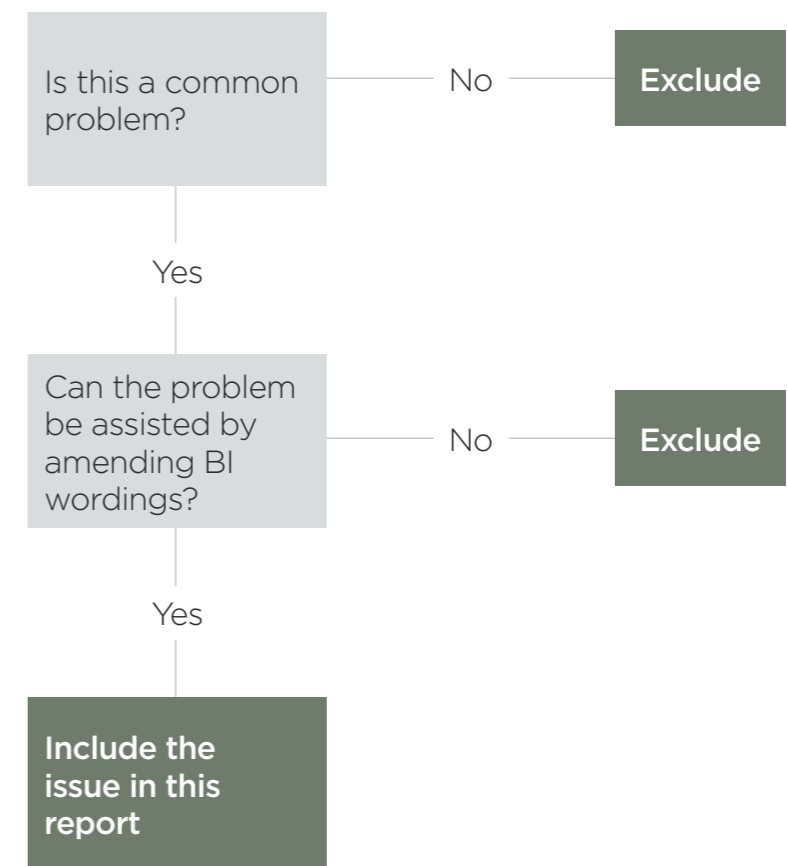 Is this a common
problem?
No
Exclude
Yes
Can the problem
be assisted by
amending BI
wordings?
No
Exclude
Yes
Include the
issue in this
report